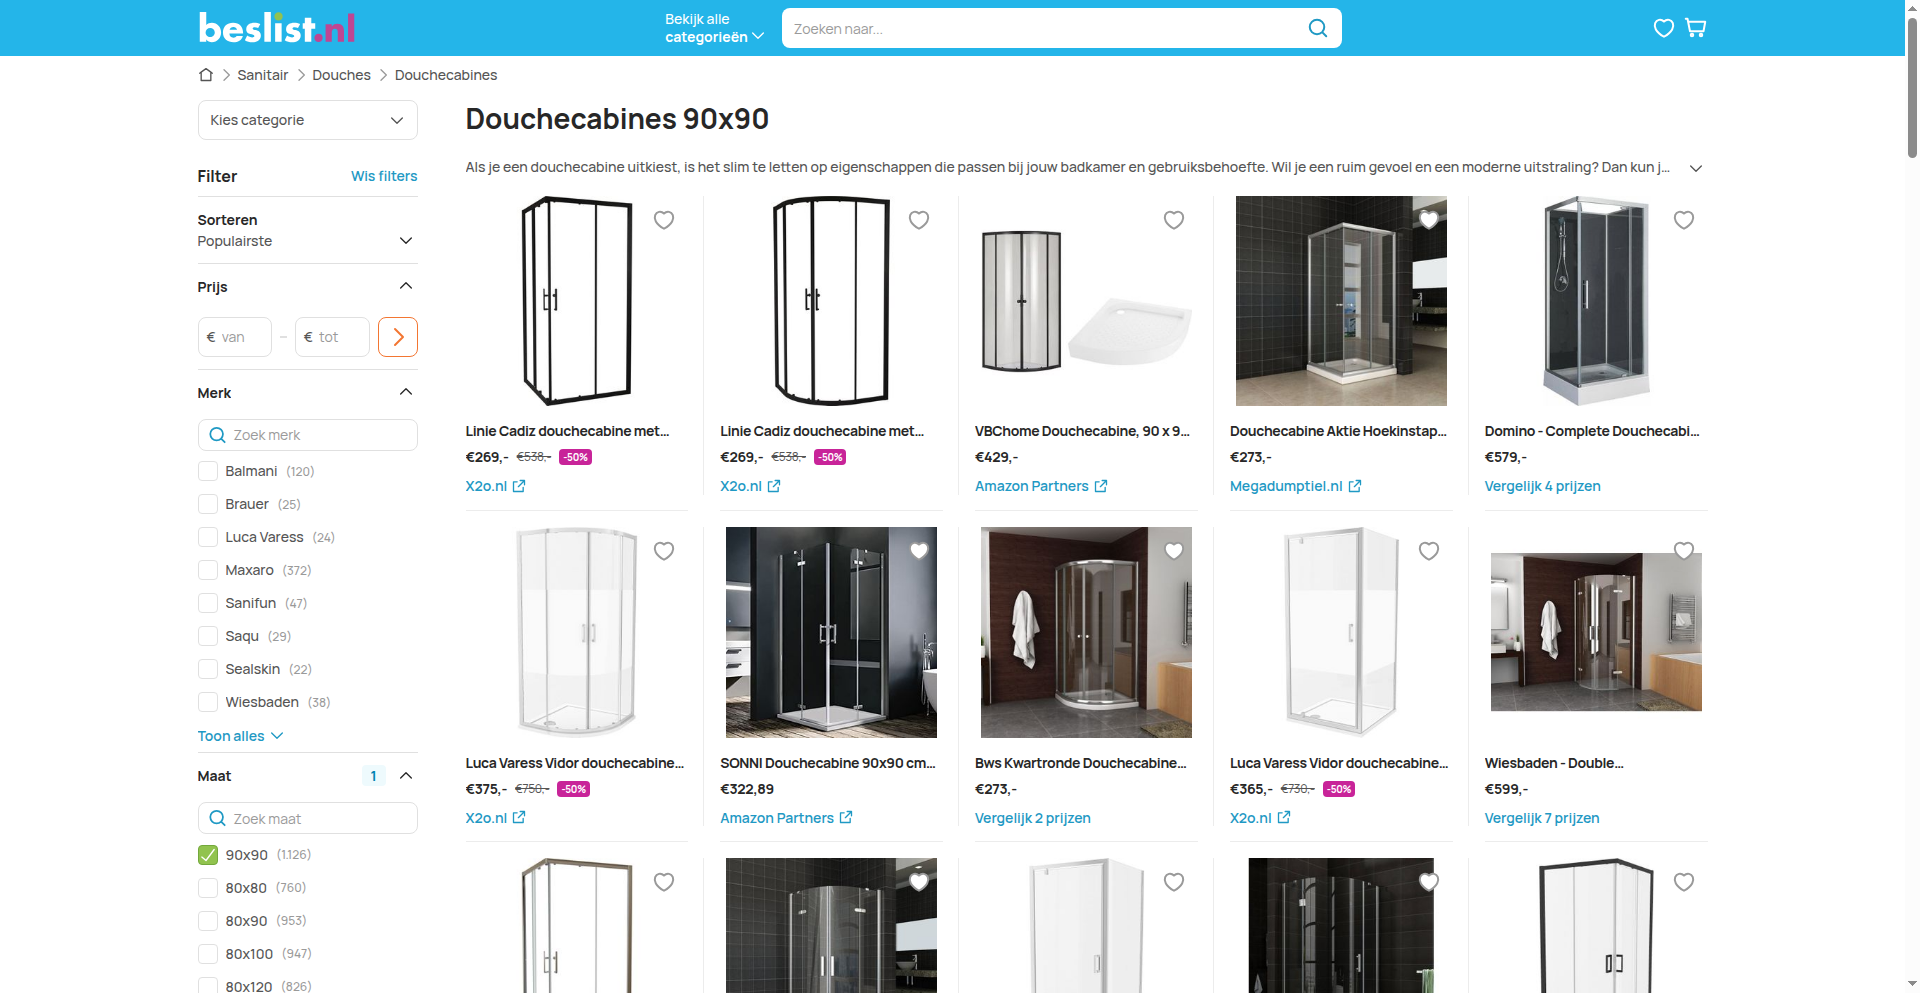 beslist.nl
Bekijk alle
categorieën
Zoeken naar...
Sanitair
Douches
Douchecabines
Kies categorie
Filter
Wis filters
Sorteren
Populairste
Prijs
€ van
–
€ tot
Merk
Zoek merk
Balmani (120)
Brauer (25)
Luca Varess (24)
Maxaro (372)
Sanifun (47)
Saqu (29)
Sealskin (22)
Wiesbaden (38)
Toon alles
Maat
1
Zoek maat
90x90 (1.126)
80x80 (760)
80x90 (953)
80x100 (947)
80x120 (826)
Douchecabines 90x90
Als je een douchecabine uitkiest, is het slim te letten op eigenschappen die passen bij jouw badkamer en gebruiksbehoefte. Wil je een ruim gevoel en een moderne uitstraling? Dan kun j...
Linie Cadiz douchecabine met...
€269,- €538,- -50%
X2o.nl
Linie Cadiz douchecabine met...
€269,- €538,- -50%
X2o.nl
VBChome Douchecabine, 90 x 9...
€429,-
Amazon Partners
Douchecabine Aktie Hoekinstap...
€273,-
Megadumptiel.nl
Domino - Complete Douchecabi...
€579,-
Vergelijk 4 prijzen
Luca Varess Vidor douchecabine...
€375,- €750,- -50%
X2o.nl
SONNI Douchecabine 90x90 cm...
€322,89
Amazon Partners
Bws Kwartronde Douchecabine...
€273,-
Vergelijk 2 prijzen
Luca Varess Vidor douchecabine...
€365,- €730,- -50%
X2o.nl
Wiesbaden - Double...
€599,-
Vergelijk 7 prijzen